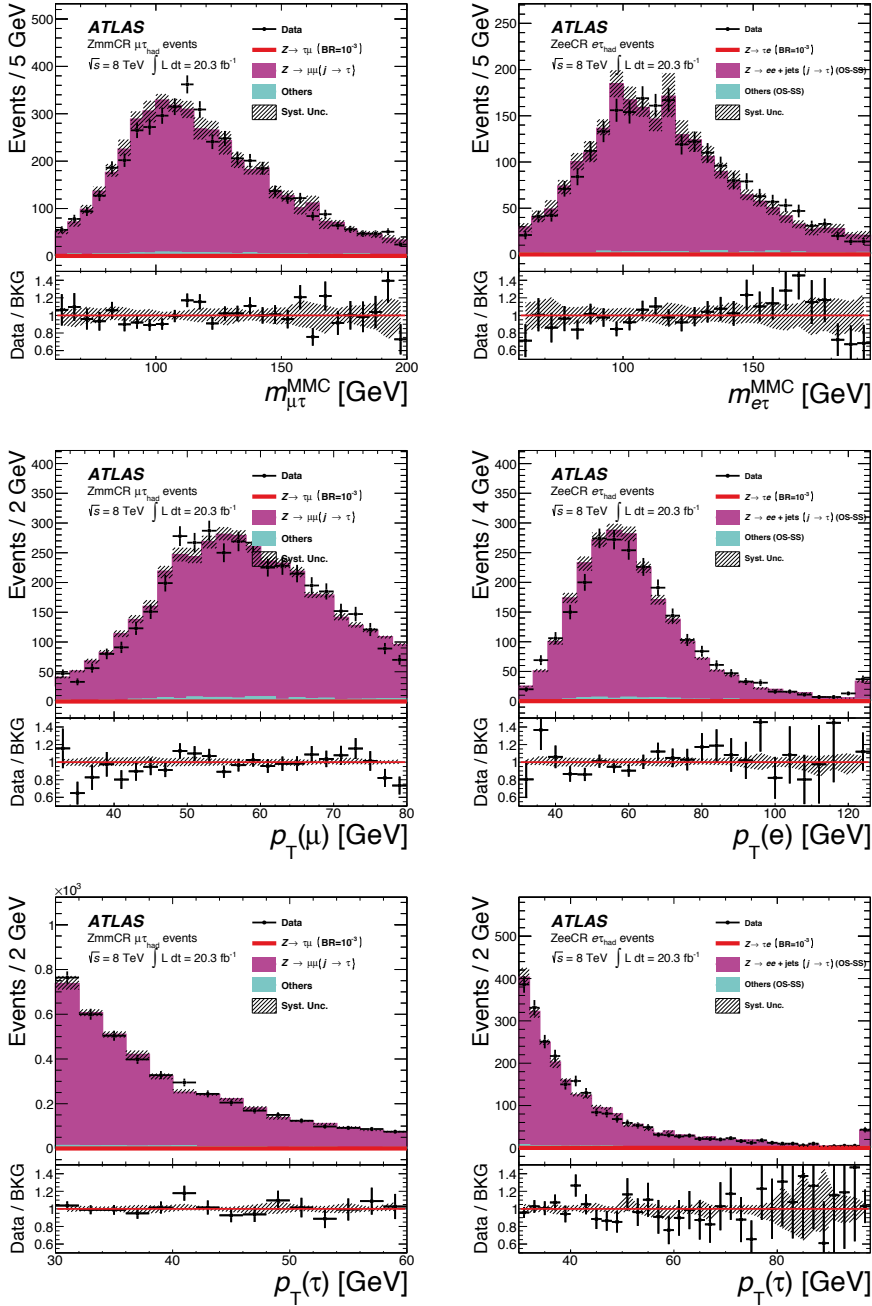 ATLAS
ZmmCR μτhad events
√s = 8 TeV ∫ L dt = 20.3 fb-1
Data
Z → τμ (BR=10-3)
Z → μμ(j → τ)
Others
Syst. Unc.
Events / 5 GeV
500
400
300
200
100
0
Data / BKG
1.4
1.2
1
0.8
0.6
100
150
200
mμτMMC [GeV]
ATLAS
ZeeCR eτhad events
√s = 8 TeV ∫ L dt = 20.3 fb-1
Data
Z → τe (BR=10-3)
Z → ee + jets (j → τ) (OS-SS)
Others (OS-SS)
Syst. Unc.
Events / 5 GeV
250
200
150
100
50
0
Data / BKG
1.4
1.2
1
0.8
0.6
100
150
meτMMC [GeV]
ATLAS
ZmmCR μτhad events
√s = 8 TeV ∫ L dt = 20.3 fb-1
Data
Z → τμ (BR=10-3)
Z → μμ(j → τ)
Others
Syst. Unc.
Events / 2 GeV
400
350
300
250
200
150
100
50
0
Data / BKG
1.4
1.2
1
0.8
0.6
40
50
60
70
80
pT(μ) [GeV]
ATLAS
ZeeCR eτhad events
√s = 8 TeV ∫ L dt = 20.3 fb-1
Data
Z → τe (BR=10-3)
Z → ee + jets (j → τ) (OS-SS)
Others (OS-SS)
Syst. Unc.
Events / 4 GeV
400
350
300
250
200
150
100
50
0
Data / BKG
1.4
1.2
1
0.8
0.6
40
60
80
100
120
pT(e) [GeV]
×103
ATLAS
ZmmCR μτhad events
√s = 8 TeV ∫ L dt = 20.3 fb-1
Data
Z → τμ (BR=10-3)
Z → μμ(j → τ)
Others
Syst. Unc.
Events / 2 GeV
1
0.8
0.6
0.4
0.2
0
Data / BKG
1.4
1.2
1
0.8
0.6
30
40
50
60
pT(τ) [GeV]
ATLAS
ZeeCR eτhad events
√s = 8 TeV ∫ L dt = 20.3 fb-1
Data
Z → τe (BR=10-3)
Z → ee + jets (j → τ) (OS-SS)
Others (OS-SS)
Syst. Unc.
Events / 2 GeV
500
400
300
200
100
0
Data / BKG
1.4
1.2
1
0.8
0.6
40
60
80
pT(τ) [GeV]